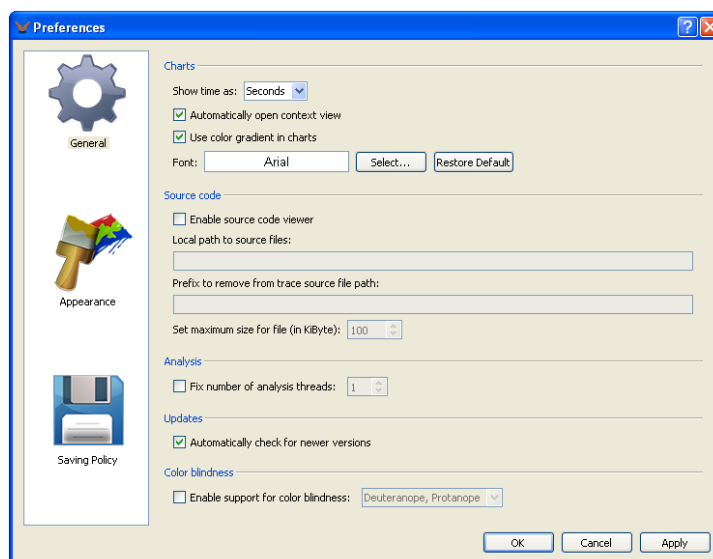 Preferences
General
Appearance
Saving Policy
Charts
Show time as: Seconds
Automatically open context view
Use color gradient in charts
Font: Arial Select... Restore Default
Source code
Enable source code viewer
Local path to source files:
Prefix to remove from trace source file path:
Set maximum size for file (in KiByte): 100
Analysis
Fix number of analysis threads: 1
Updates
Automatically check for newer versions
Color blindness
Enable support for color blindness: Deuteranope, Protanope
OK Cancel Apply